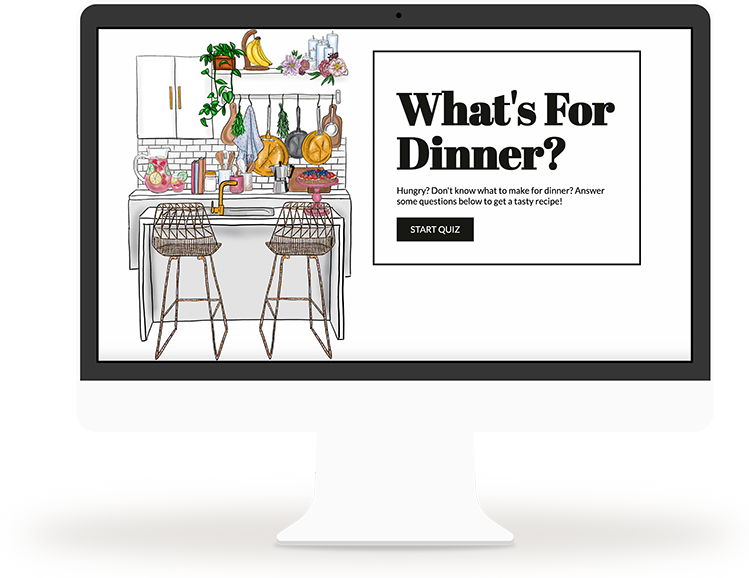 What's For
Dinner?
Hungry? Don't know what to make for dinner? Answer
some questions below to get a tasty recipe!
START QUIZ